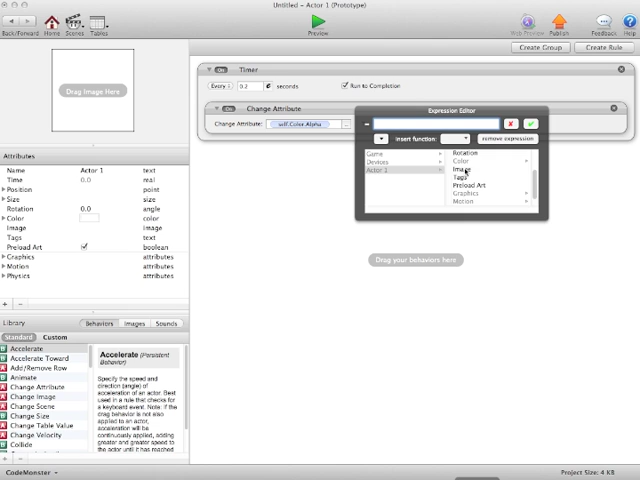 Untitled – Actor 1 (Prototype)
Back/Forward
Home
Scenes
Tables
Preview
Web Preview
Publish
Feedback
Help
Create Group
Create Rule
Drag Image Here
On
Timer
Every
0.2
seconds
Run to Completion
On
Change Attribute
Change Attribute:
self.Color.Alpha
...
Expression Editor
=
Insert function:
remove expression
Game
Devices
Actor 1
Rotation
Color
Image
Tags
Preload Art
Graphics
Motion
Drag your behaviors here
Attributes
Name Actor 1 text
Time 0.0 real
Position point
Size size
Rotation 0.0 angle
Color color
Image Image
Tags text
Preload Art boolean
Graphics attributes
Motion attributes
Physics attributes
+ −
Library
Behaviors Images Sounds
Standard Custom
B Accelerate
B Accelerate Toward
A Add/Remove Row
B Animate
A Change Attribute
A Change Image
A Change Scene
A Change Size
A Change Table Value
A Change Velocity
B Collide
Accelerate (Persistent
Behavior)
Specify the speed and
direction (angle) of
acceleration of an actor. Best
used in a rule that checks for
a keyboard event. Note: If the
drag behavior is not also
applied to an actor,
acceleration will be
continuously applied, adding
greater and greater speed to
the actor until it has reached
+ −
CodeMonster
Project Size: 4 KB